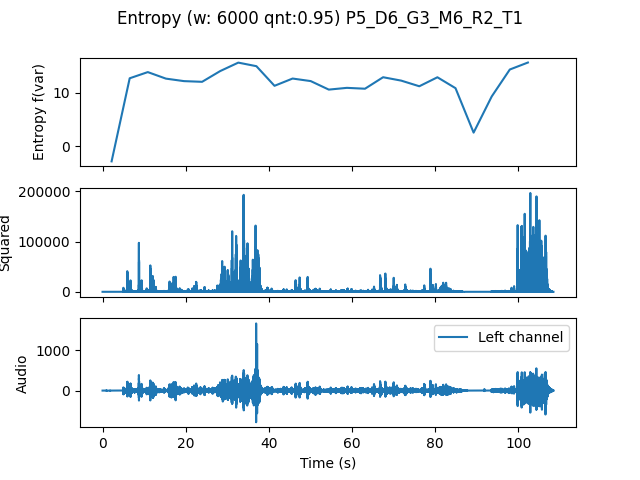 Entropy (w: 6000 qnt:0.95) P5_D6_G3_M6_R2_T1
Entropy f(var)
10
0
Squared
200000
100000
0
Audio
1000
0
Left channel
0 20 40 60 80 100
Time (s)